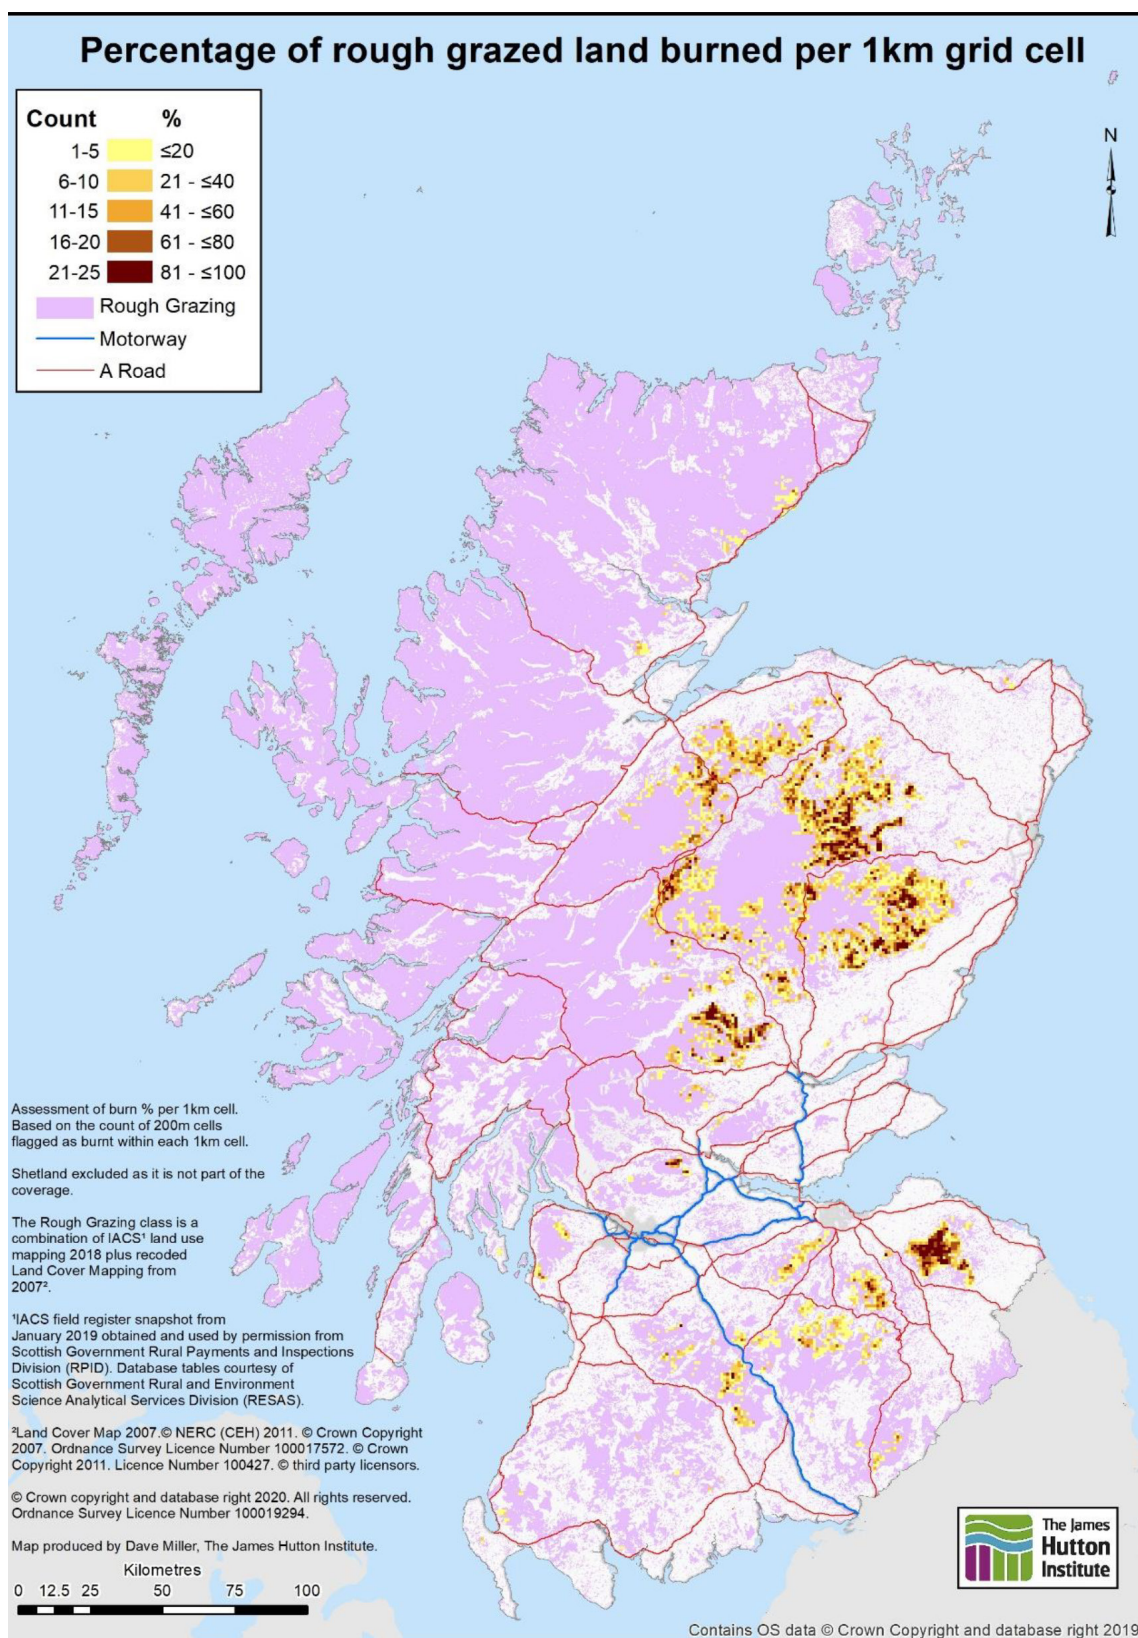 Percentage of rough grazed land burned per 1km grid cell
Count %
1-5 ≤20
6-10 21 - ≤40
11-15 41 - ≤60
16-20 61 - ≤80
21-25 81 - ≤100
Rough Grazing
Motorway
A Road
N
Assessment of burn % per 1km cell.
Based on the count of 200m cells
flagged as burnt within each 1km cell.
Shetland excluded as it is not part of the
coverage.
The Rough Grazing class is a
combination of IACS¹ land use
mapping 2018 plus recoded
Land Cover Mapping from
2007².
¹IACS field register snapshot from
January 2019 obtained and used by permission from
Scottish Government Rural Payments and Inspections
Division (RPID). Database tables courtesy of
Scottish Government Rural and Environment
Science Analytical Services Division (RESAS).
²Land Cover Map 2007.© NERC (CEH) 2011. © Crown Copyright
2007. Ordnance Survey Licence Number 100017572. © Crown
Copyright 2011. Licence Number 100427. © third party licensors.
© Crown copyright and database right 2020. All rights reserved.
Ordnance Survey Licence Number 100019294.
Map produced by Dave Miller, The James Hutton Institute.
Kilometres
0 12.5 25 50 75 100
The James
Hutton
Institute
Contains OS data © Crown Copyright and database right 2019